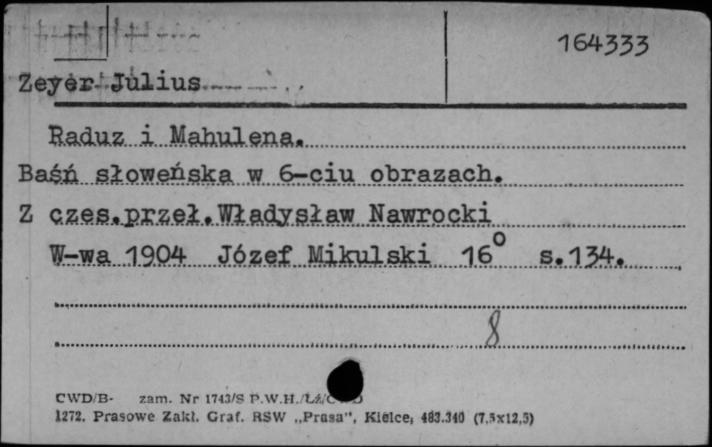 164333
Zeyer Julius
Raduz i Mahulena.
Baśń słoweńska w 6-ciu obrazach.
Z czes.przeł.Władysław Nawrocki
W-wa 1904 Józef Mikulski 16° s.134.
8
CWD/B- zam. Nr 1743/S P.W.H./Łź/
1272. Prasowe Zakł. Graf. RSW „Prasa", Kielce, 483.340 (7,5x12,5)